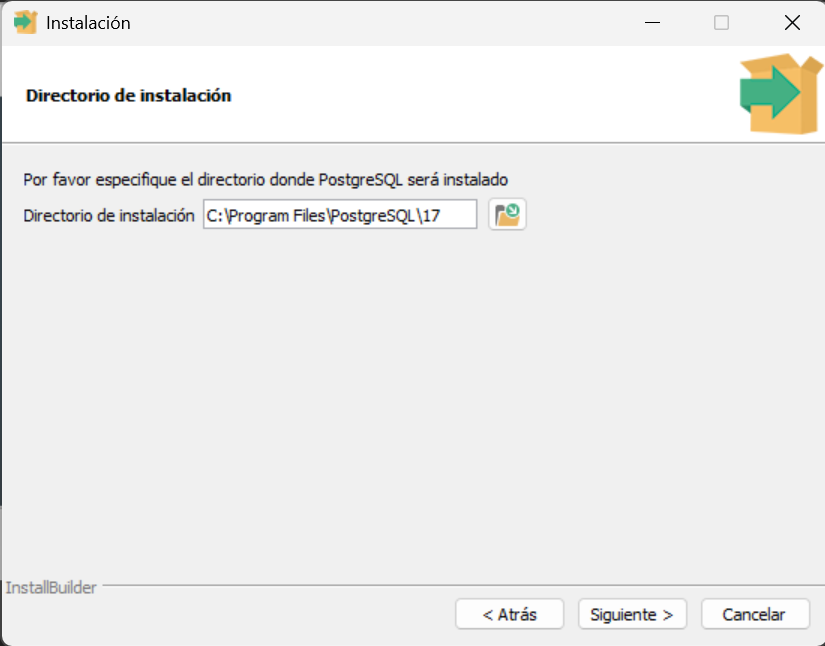 Instalación
Directorio de instalación
Por favor especifique el directorio donde PostgreSQL será instalado
Directorio de instalación C:\Program Files\PostgreSQL\17
InstallBuilder
< Atrás Siguiente > Cancelar